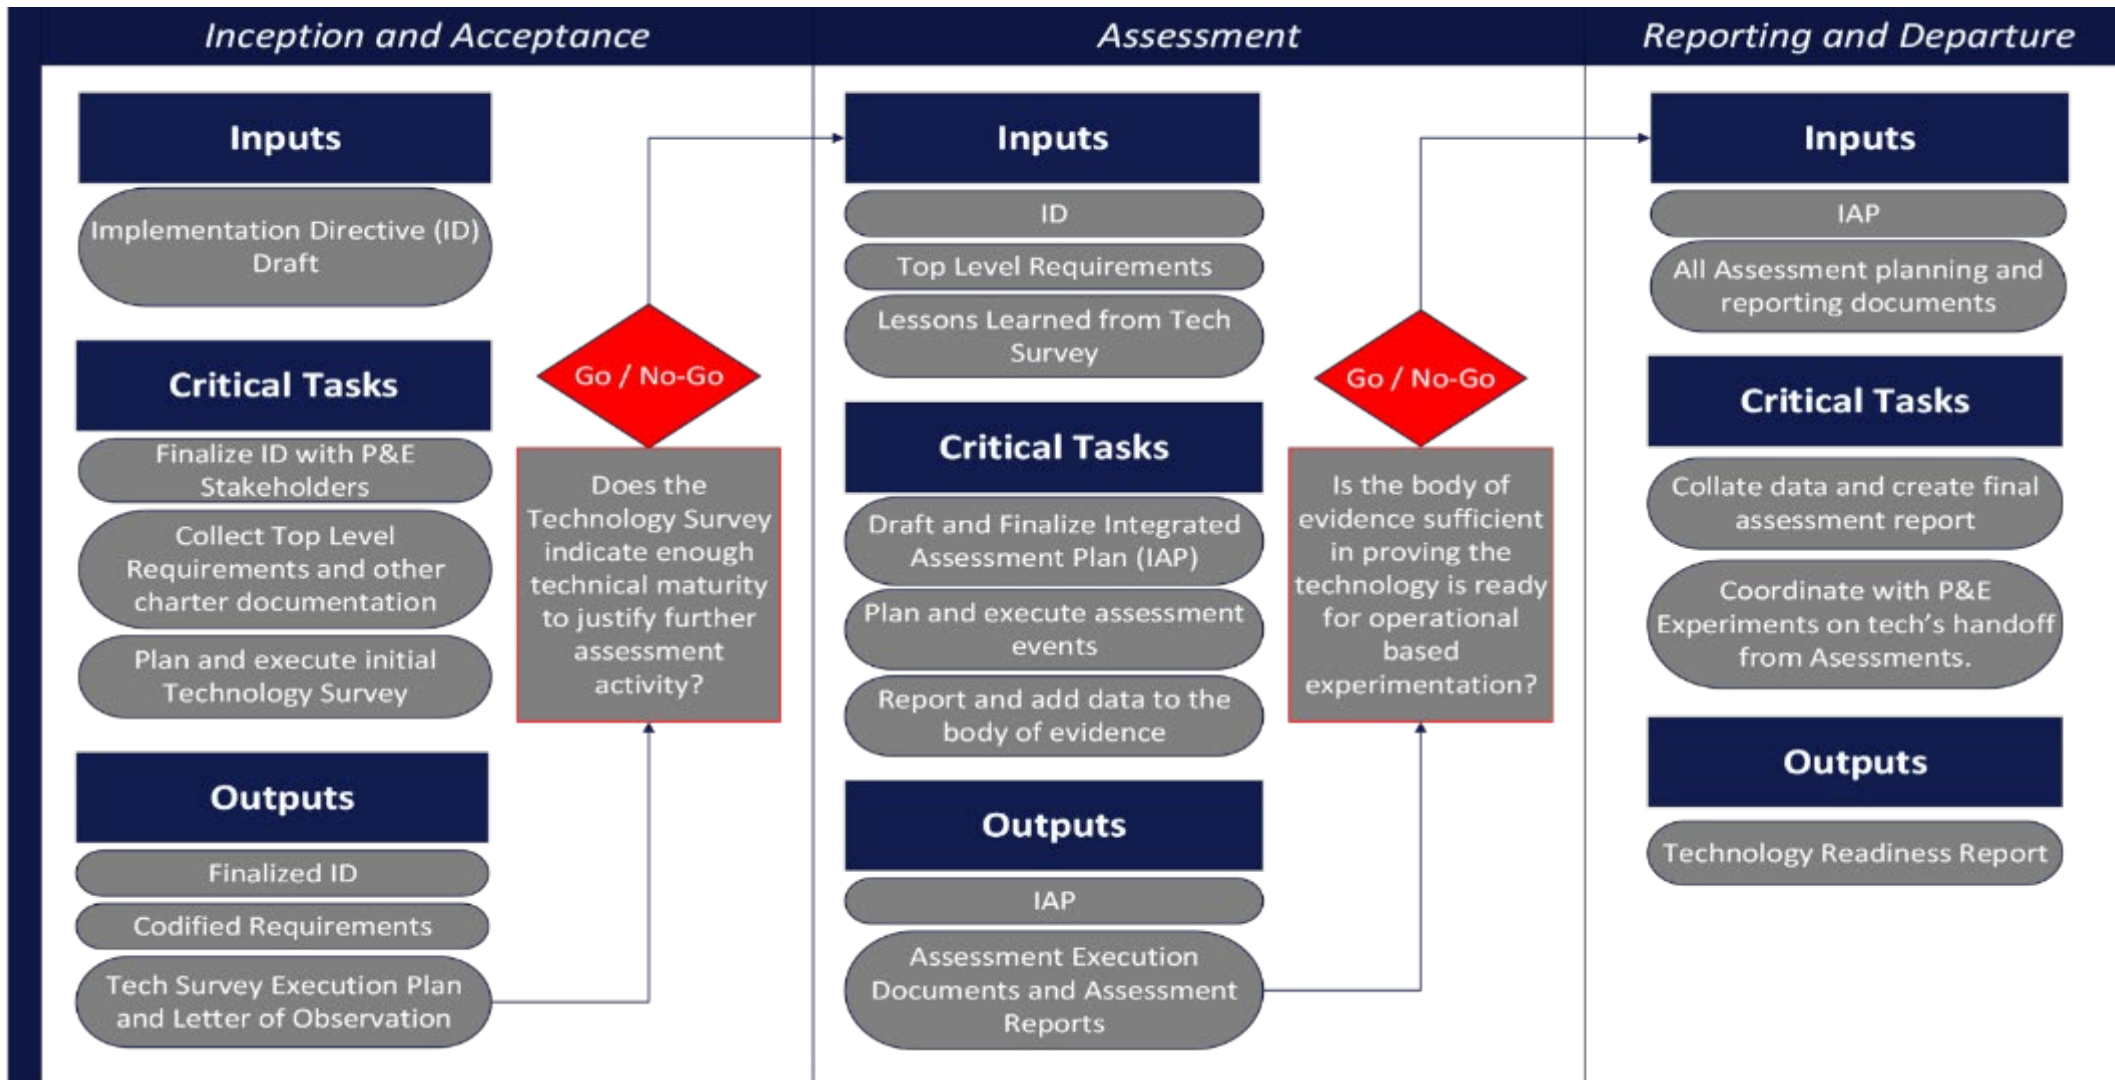 Inception and Acceptance
Inputs
Implementation Directive (ID)
Draft
Critical Tasks
Finalize ID with P&E
Stakeholders
Collect Top Level
Requirements and other
charter documentation
Plan and execute initial
Technology Survey
Outputs
Finalized ID
Codified Requirements
Tech Survey Execution Plan
and Letter of Observation
Go / No-Go
Does the
Technology Survey
indicate enough
technical maturity
to justify further
assessment
activity?
Assessment
Inputs
ID
Top Level Requirements
Lessons Learned from Tech
Survey
Critical Tasks
Draft and Finalize Integrated
Assessment Plan (IAP)
Plan and execute assessment
events
Report and add data to the
body of evidence
Outputs
IAP
Assessment Execution
Documents and Assessment
Reports
Go / No-Go
Is the body of
evidence sufficient
in proving the
technology is ready
for operational
based
experimentation?
Reporting and Departure
Inputs
IAP
All Assessment planning and
reporting documents
Critical Tasks
Collate data and create final
assessment report
Coordinate with P&E
Experiments on tech's handoff
from Asessments.
Outputs
Technology Readiness Report